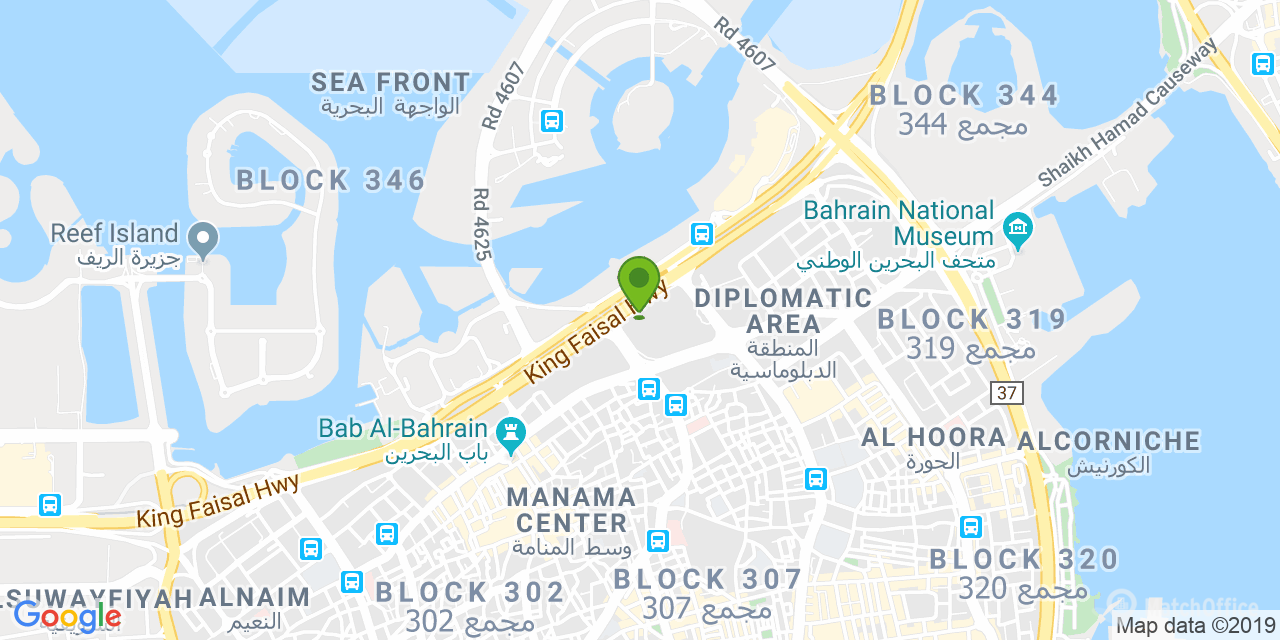 Rd 4607
SEA FRONT
الواجهة البحرية
Rd 4607
BLOCK 344
مجمع 344
Shaikh Hamad Causeway
BLOCK 346
Rd 4625
Reef Island
جزيرة الريف
Bahrain National
Museum
متحف البحرين الوطني
King Faisal Hwy
DIPLOMATIC
AREA
المنطقة
الدبلوماسية
BLOCK 319
مجمع 319
37
Bab Al-Bahrain
باب البحرين
AL HOORA
الحورة
ALCORNICHE
الكورنيش
King Faisal Hwy
MANAMA
CENTER
وسط المنامة
BLOCK 320
مجمع 320
BLOCK 302
مجمع 302
BLOCK 307
مجمع 307
LSUWAYFIYAH
ALNAIM
النعيم
Google
MatchOffice
Map data ©2019